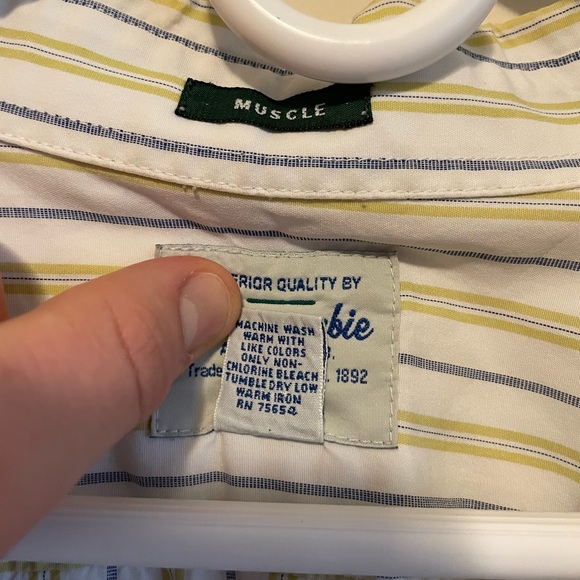 MUSCLE
ERIOR QUALITY BY
bie
Trade 1892
MACHINE WASH
WARM WITH
LIKE COLORS
ONLY NON-
CHLORINE BLEACH
TUMBLE DRY LOW
WARM IRON
RN 75654